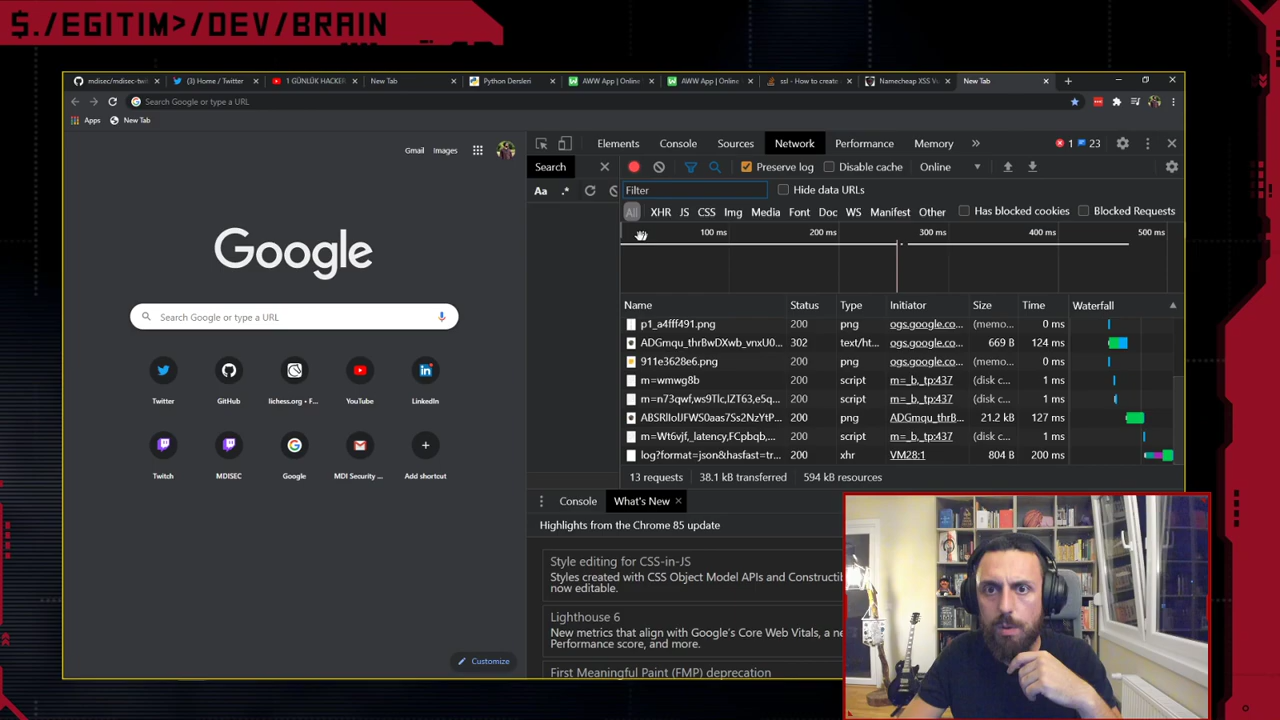 $./EGITIM>/DEV/BRAIN
mdisec/mdisec-twi
(3) Home / Twitter
1 GÜNLÜK HACKER
New Tab
Python Dersleri
AWW App | Online
AWW App | Online
ssl - How to create
Namecheap XSS V
New Tab
Search Google or type a URL
Apps
New Tab
Gmail
Images
Google
Search Google or type a URL
Twitter
GitHub
lichess.org • F...
YouTube
LinkedIn
Twitch
MDISEC
Google
MDI Security ...
Add shortcut
Customize
Elements
Console
Sources
Network
Performance
Memory
»
1
23
Search
Preserve log
Disable cache
Online
Aa
.*
Filter
Hide data URLs
All
XHR
JS
CSS
Img
Media
Font
Doc
WS
Manifest
Other
Has blocked cookies
Blocked Requests
100 ms
200 ms
300 ms
400 ms
500 ms
Name Status Type Initiator Size Time Waterfall
p1_a4fff491.png 200 png ogs.google.co... (memo... 0 ms
ADGmqu_thrBwDXwb_vnxU0... 302 text/ht... ogs.google.co... 669 B 124 ms
911e3628e6.png 200 png ogs.google.co... (memo... 0 ms
m=wmwg8b 200 script m=_b,_tp:437 (disk c... 1 ms
m=n73qwf,ws9Tlc,IZT63,e5q... 200 script m=_b,_tp:437 (disk c... 1 ms
200 png ADGmqu_thrB... 21.2 kB 127 ms
m=Wt6vjf,_latency,FCpbqb,... 200 script m=_b,_tp:437 (disk c... 1 ms
log?format=json&hasfast=tr... 200 xhr VM28:1 804 B 200 ms
13 requests
38.1 kB transferred
594 kB resources
Console
What's New
Highlights from the Chrome 85 update
Style editing for CSS-in-JS
Styles created with CSS Object Model APIs and Constructib
now editable.
Lighthouse 6
New metrics that align with Google's Core Web Vitals, a ne
Performance score, and more.
First Meaningful Paint (FMP) deprecation